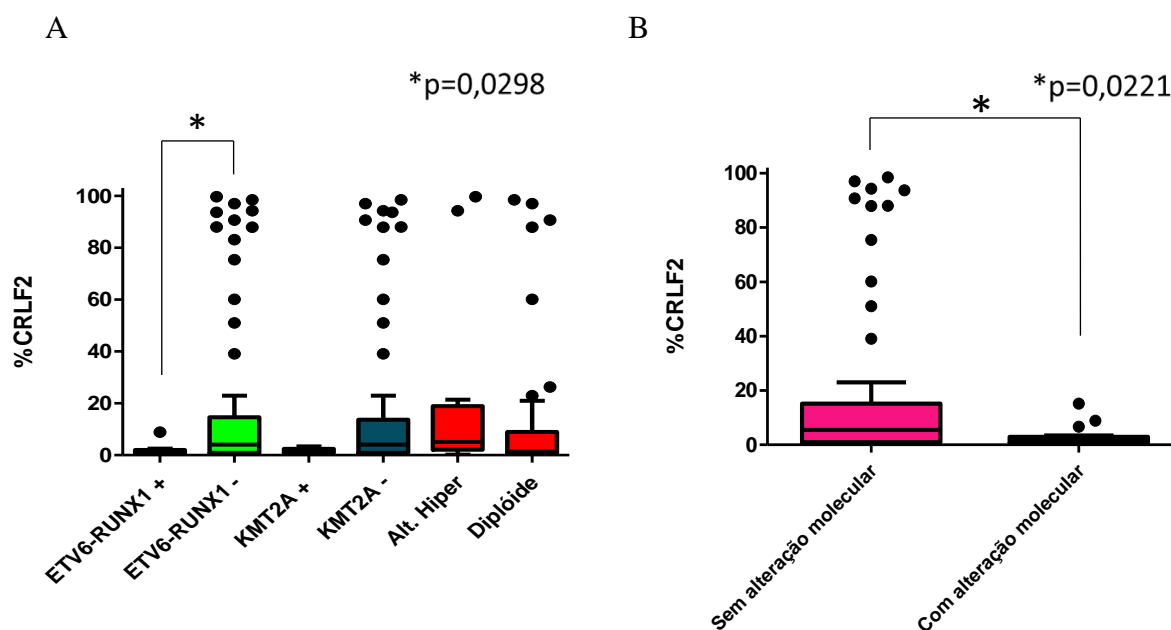 A
*p=0,0298
*
%CRLF2
100
80
60
40
20
0
ETV6-RUNX1 +
ETV6-RUNX1 -
KMT2A +
KMT2A -
Alt. Hiper
Diplóide
B
*p=0,0221
*
%CRLF2
100
80
60
40
20
0
Sem alteração molecular
Com alteração molecular